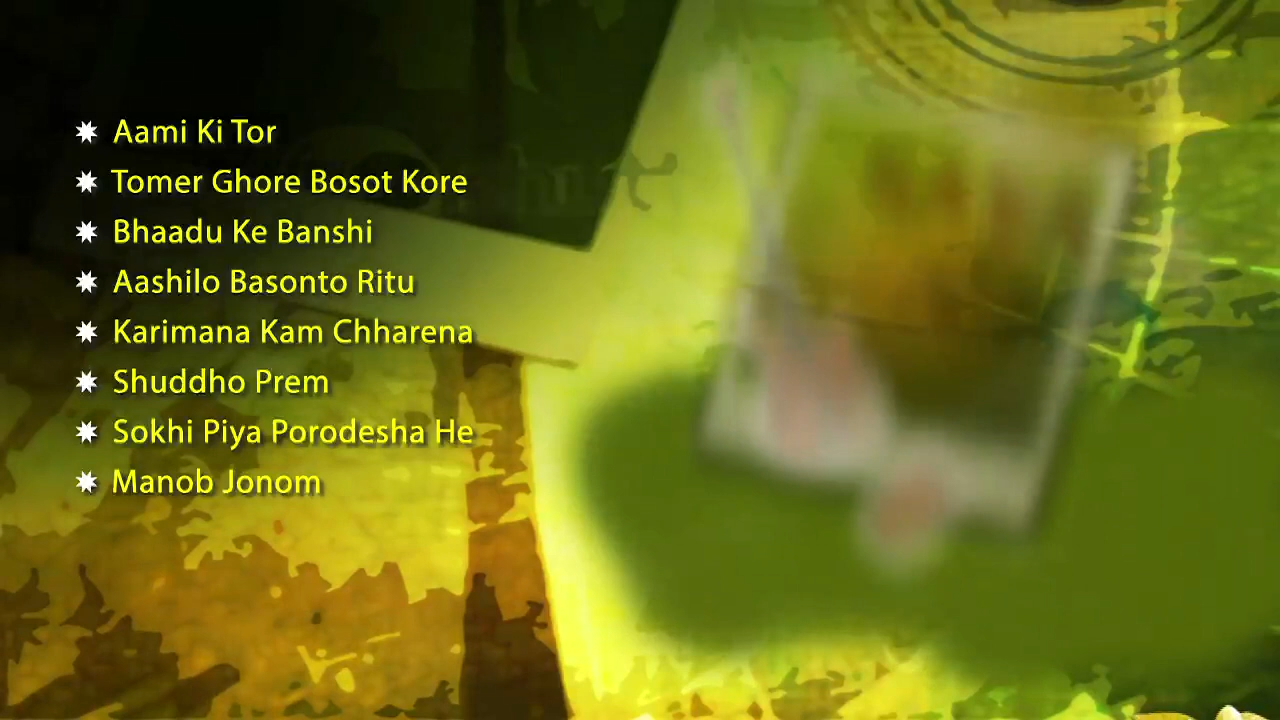 Aami Ki Tor
Tomer Ghore Bosot Kore
Bhaadu Ke Banshi
Aashilo Basonto Ritu
Karimana Kam Chharena
Shuddho Prem
Sokhi Piya Porodesha He
Manob Jonom